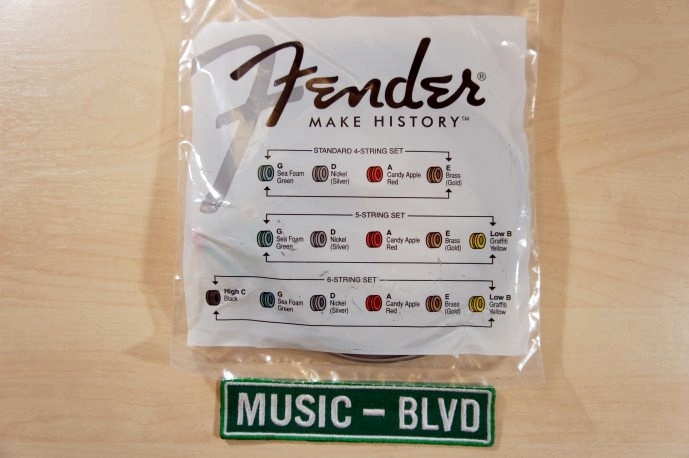 Fender®
MAKE HISTORY™
STANDARD 4-STRING SET
G D A E
Sea Foam Nickel Candy Apple Brass
Green (Silver) Red (Gold)
5-STRING SET
G D A E Low B
Sea Foam Nickel Candy Apple Brass Graffiti
Green (Silver) Red (Gold) Yellow
6-STRING SET
High C G D A E Low B
Black Sea Foam Nickel Candy Apple Brass Graffiti
Green (Silver) Red (Gold) Yellow
MUSIC – BLVD